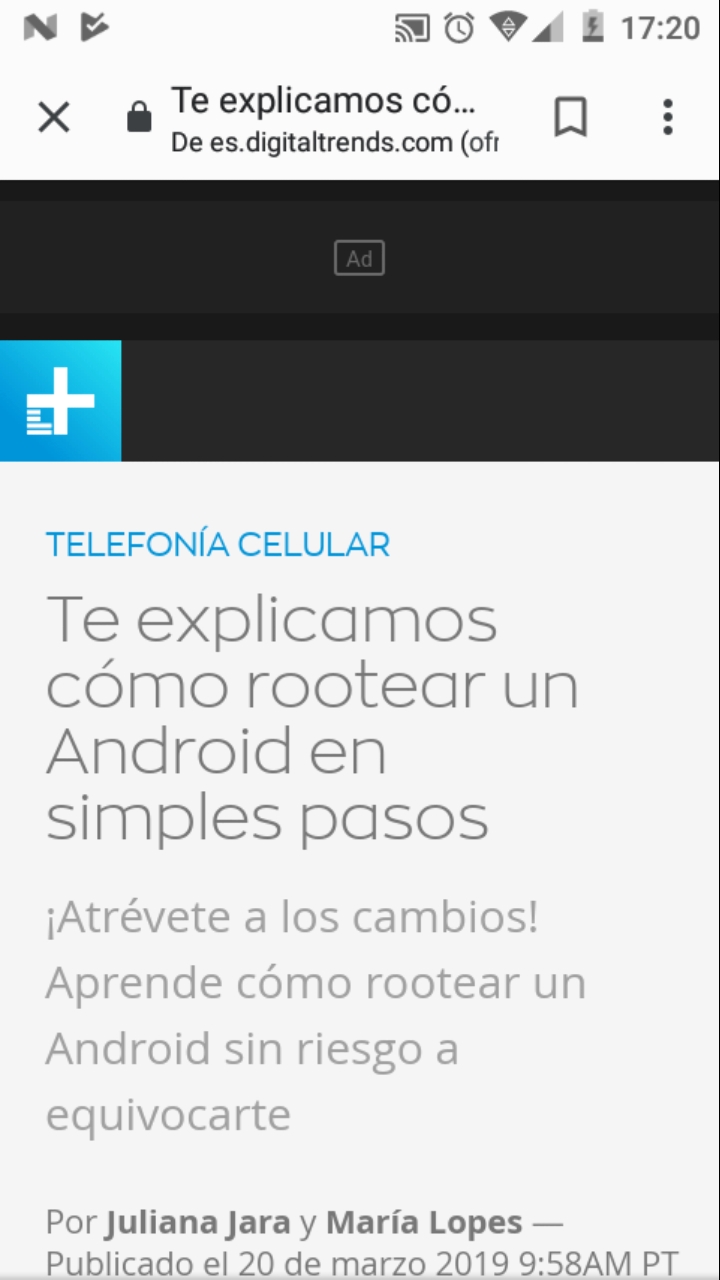 17:20
Te explicamos có...
De es.digitaltrends.com (ofr
Ad
TELEFONÍA CELULAR
Te explicamos
cómo rootear un
Android en
simples pasos
¡Atrévete a los cambios!
Aprende cómo rootear un
Android sin riesgo a
equivocarte
Por Juliana Jara y María Lopes —
Publicado el 20 de marzo 2019 9:58AM PT